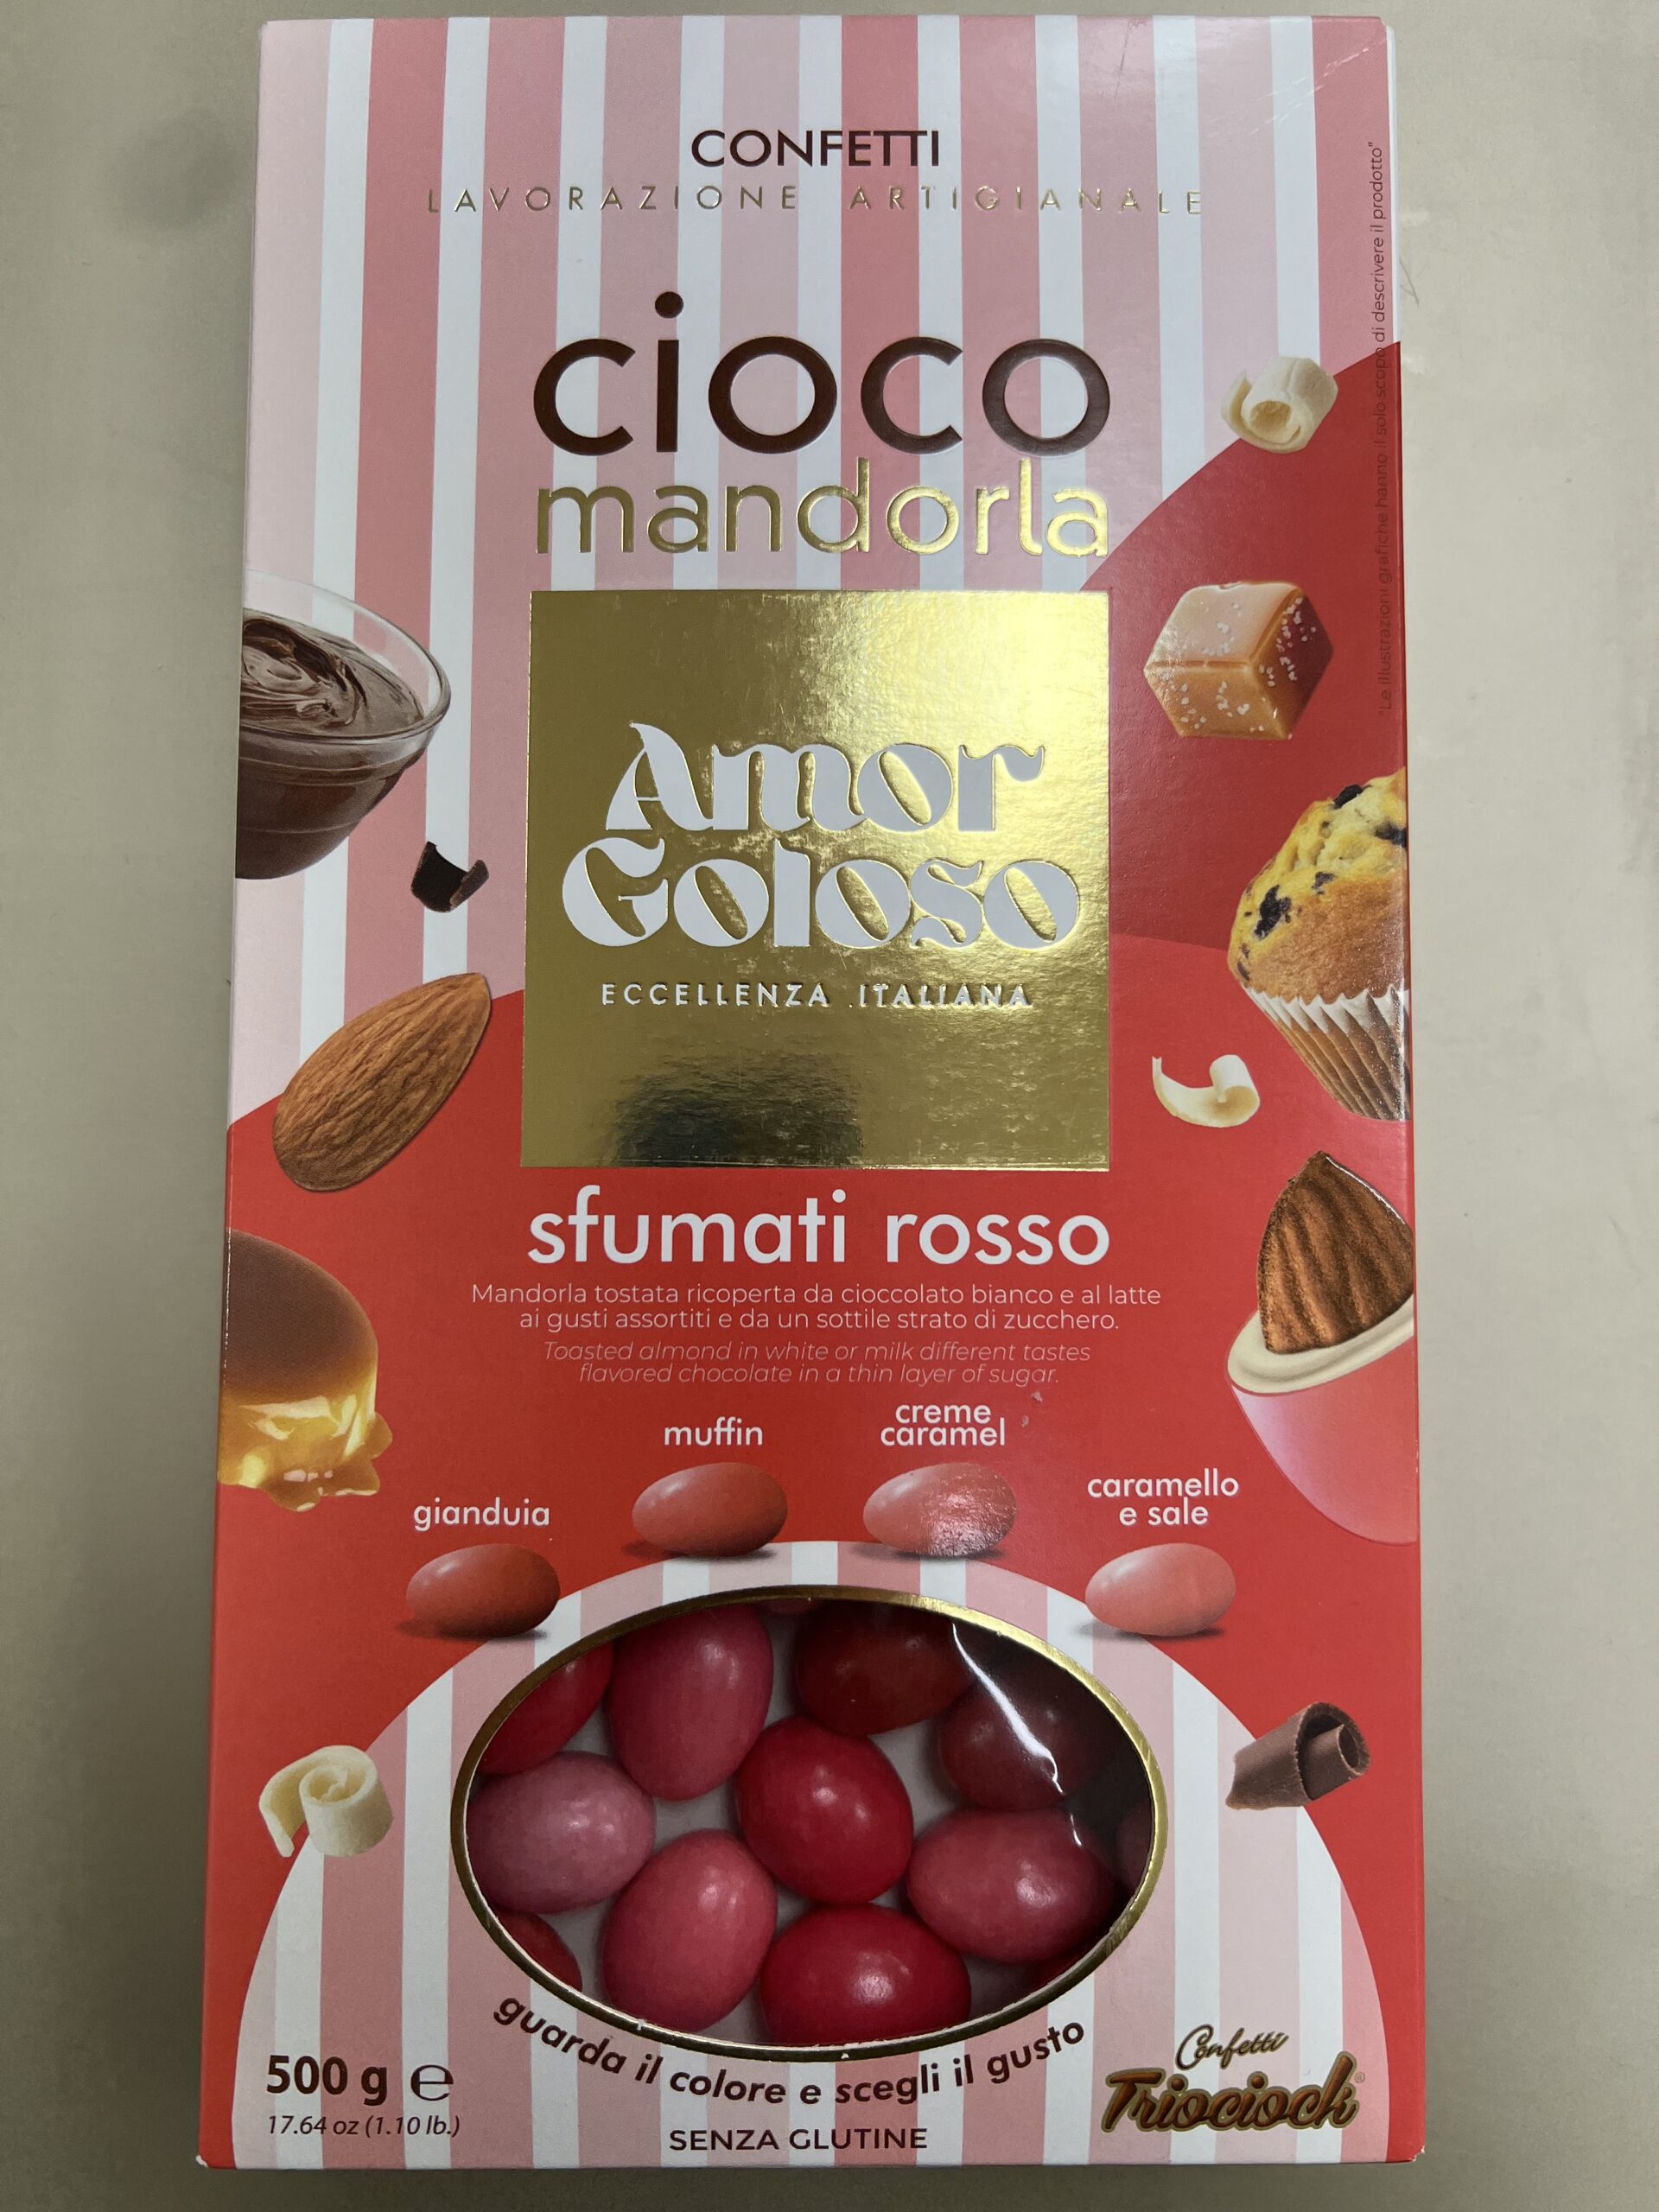 CONFETTI
LAVORAZIONE ARTIGIANALE
cioco
mandorla
"Le illustrazioni grafiche hanno il solo scopo di descrivere il prodotto"
Amor
Goloso
ECCELLENZA ITALIANA
sfumati rosso
Mandorla tostata ricoperta da cioccolato bianco e al latte
ai gusti assortiti e da un sottile strato di zucchero.
Toasted almond in white or milk different tastes
flavored chocolate in a thin layer of sugar.
gianduia
muffin
creme
caramel
caramello
e sale
guarda il colore e scegli il gusto
500 g ℮
17.64 oz (1.10 lb.)
SENZA GLUTINE
Confetti
Triociock®